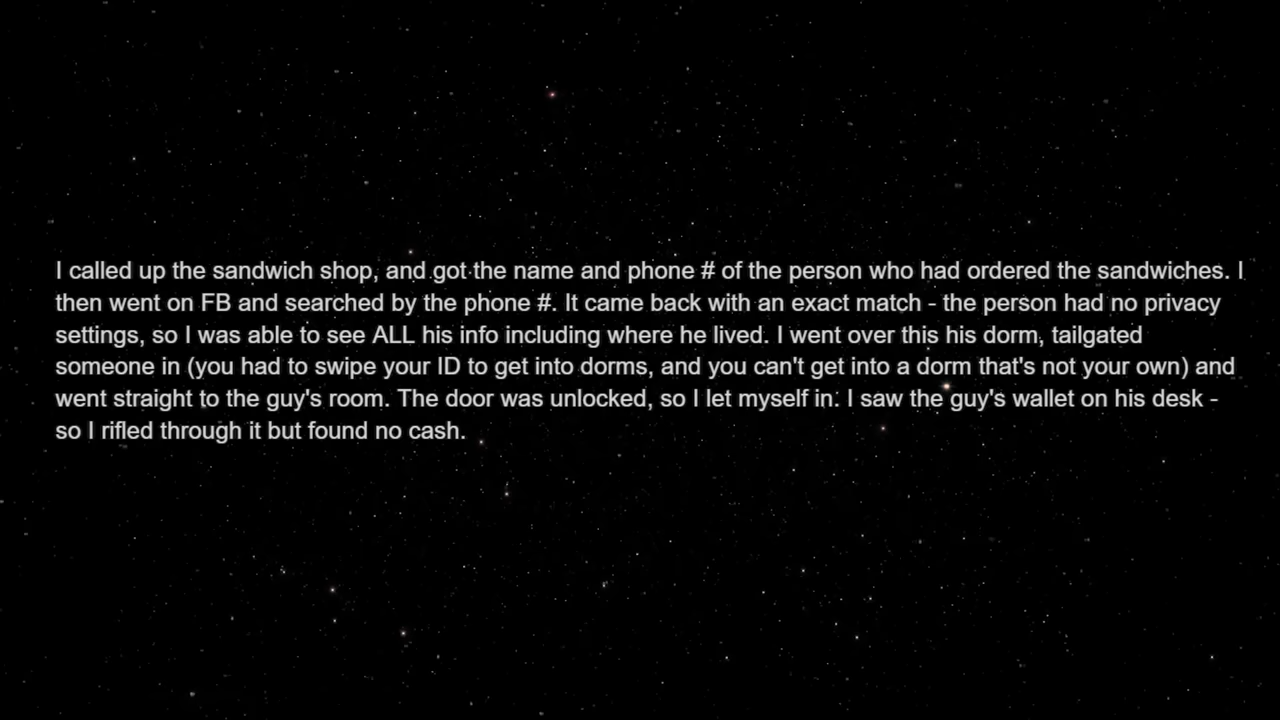 I called up the sandwich shop, and got the name and phone # of the person who had ordered the sandwiches. I
then went on FB and searched by the phone #. It came back with an exact match - the person had no privacy
settings, so I was able to see ALL his info including where he lived. I went over this his dorm, tailgated
someone in (you had to swipe your ID to get into dorms, and you can't get into a dorm that's not your own) and
went straight to the guy's room. The door was unlocked, so I let myself in. I saw the guy's wallet on his desk -
so I rifled through it but found no cash.